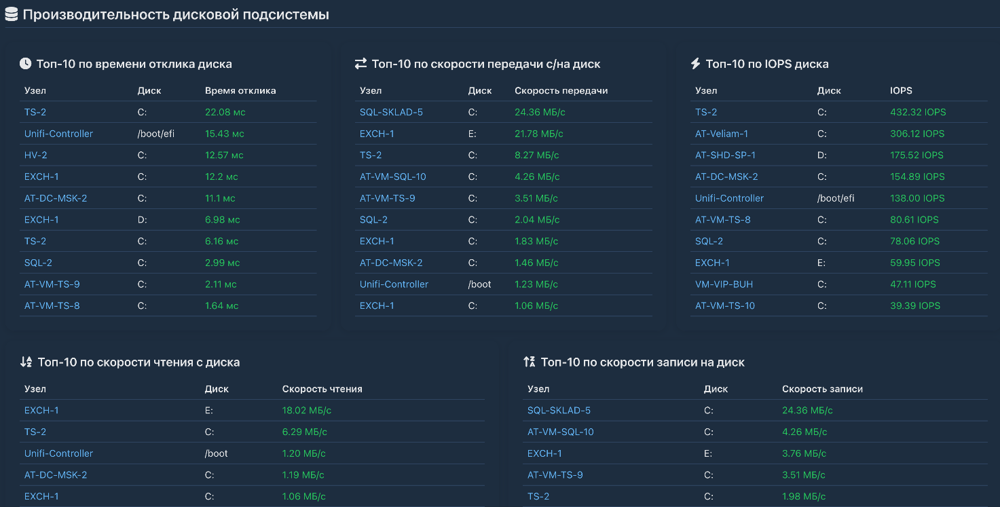 Производительность дисковой подсистемы
Топ-10 по времени отклика диска
Узел Диск Время отклика
TS-2 C: 22.08 мс
Unifi-Controller /boot/efi 15.43 мс
HV-2 C: 12.57 мс
EXCH-1 C: 12.2 мс
AT-DC-MSK-2 C: 11.1 мс
EXCH-1 D: 6.98 мс
TS-2 C: 6.16 мс
SQL-2 C: 2.99 мс
AT-VM-TS-9 C: 2.11 мс
AT-VM-TS-8 C: 1.64 мс
Топ-10 по скорости передачи с/на диск
Узел Диск Скорость передачи
SQL-SKLAD-5 C: 24.36 МБ/с
EXCH-1 E: 21.78 МБ/с
TS-2 C: 8.27 МБ/с
AT-VM-SQL-10 C: 4.26 МБ/с
AT-VM-TS-9 C: 3.51 МБ/с
SQL-2 C: 2.04 МБ/с
EXCH-1 C: 1.83 МБ/с
AT-DC-MSK-2 C: 1.46 МБ/с
Unifi-Controller /boot 1.23 МБ/с
EXCH-1 C: 1.06 МБ/с
Топ-10 по IOPS диска
Узел Диск IOPS
TS-2 C: 432.32 IOPS
AT-Veliam-1 C: 306.12 IOPS
AT-SHD-SP-1 D: 175.52 IOPS
AT-DC-MSK-2 C: 154.89 IOPS
Unifi-Controller /boot/efi 138.00 IOPS
AT-VM-TS-8 C: 80.61 IOPS
SQL-2 C: 78.06 IOPS
EXCH-1 E: 59.95 IOPS
VM-VIP-BUH C: 47.11 IOPS
AT-VM-TS-10 C: 39.39 IOPS
Топ-10 по скорости чтения с диска
Узел Диск Скорость чтения
EXCH-1 E: 18.02 МБ/с
TS-2 C: 6.29 МБ/с
Unifi-Controller /boot 1.20 МБ/с
AT-DC-MSK-2 C: 1.19 МБ/с
EXCH-1 C: 1.06 МБ/с
Топ-10 по скорости записи на диск
Узел Диск Скорость записи
SQL-SKLAD-5 C: 24.36 МБ/с
AT-VM-SQL-10 C: 4.26 МБ/с
EXCH-1 E: 3.76 МБ/с
AT-VM-TS-9 C: 3.51 МБ/с
TS-2 C: 1.98 МБ/с